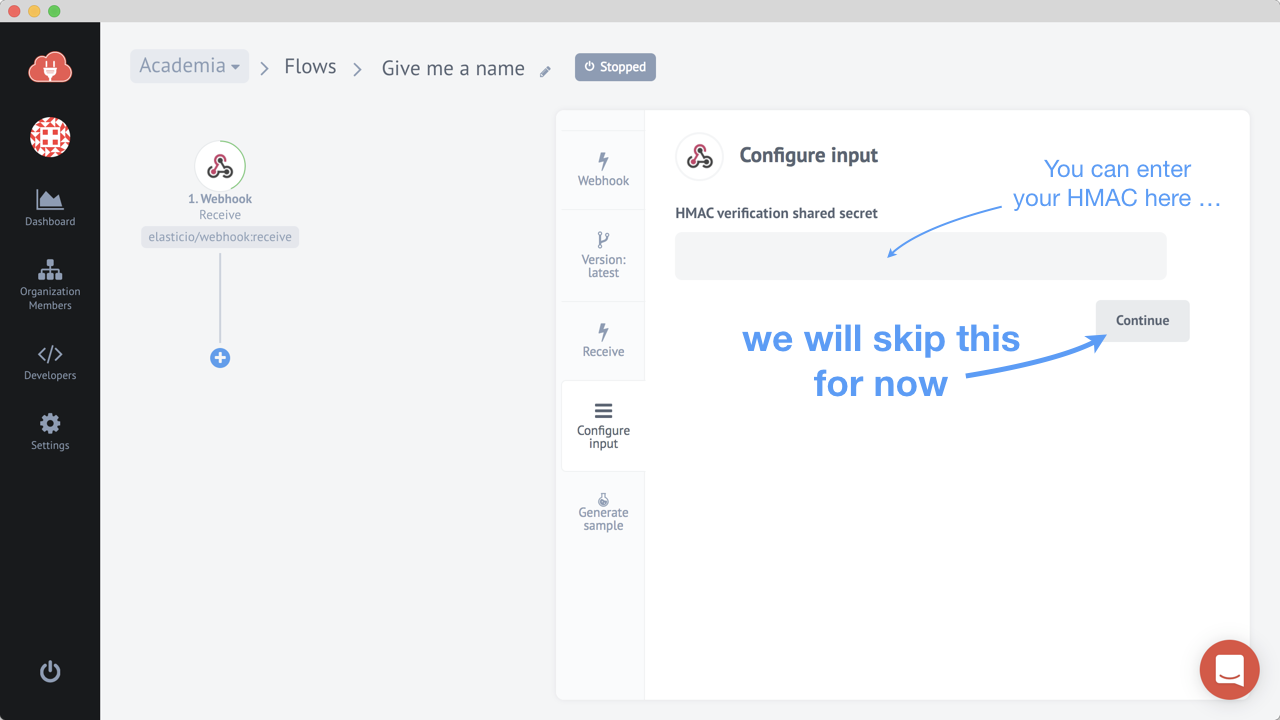 Academia
Flows
Give me a name
Stopped
Dashboard
Organization
Members
Developers
Settings
1. Webhook
Receive
elasticio/webhook:receive
Webhook
Version:
latest
Receive
Configure
input
Generate
sample
Configure input
You can enter
your HMAC here ...
HMAC verification shared secret
Continue
we will skip this
for now